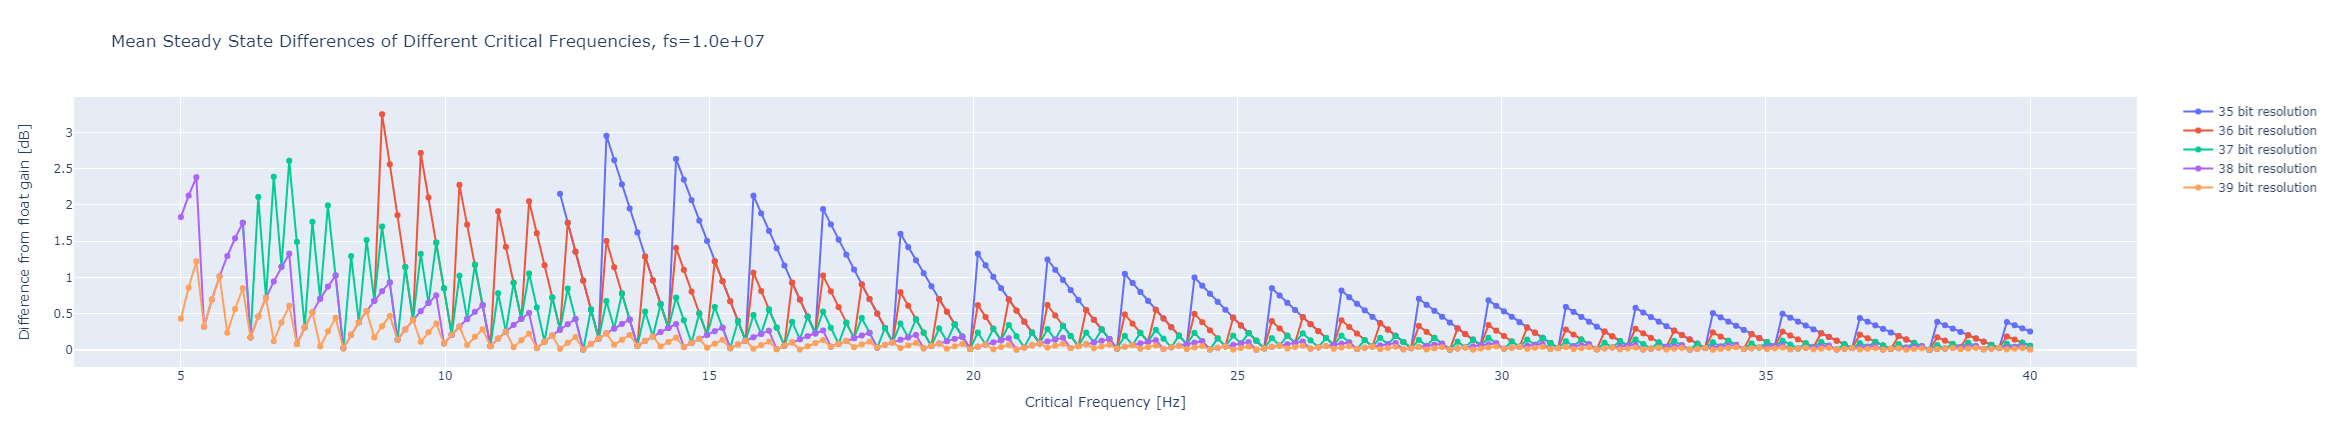 Mean Steady State Differences of Different Critical Frequencies, fs=1.0e+07
Difference from float gain [dB]
3
2.5
2
1.5
1
0.5
0
5
10
15
20
25
30
35
40
Critical Frequency [Hz]
35 bit resolution
36 bit resolution
37 bit resolution
38 bit resolution
39 bit resolution